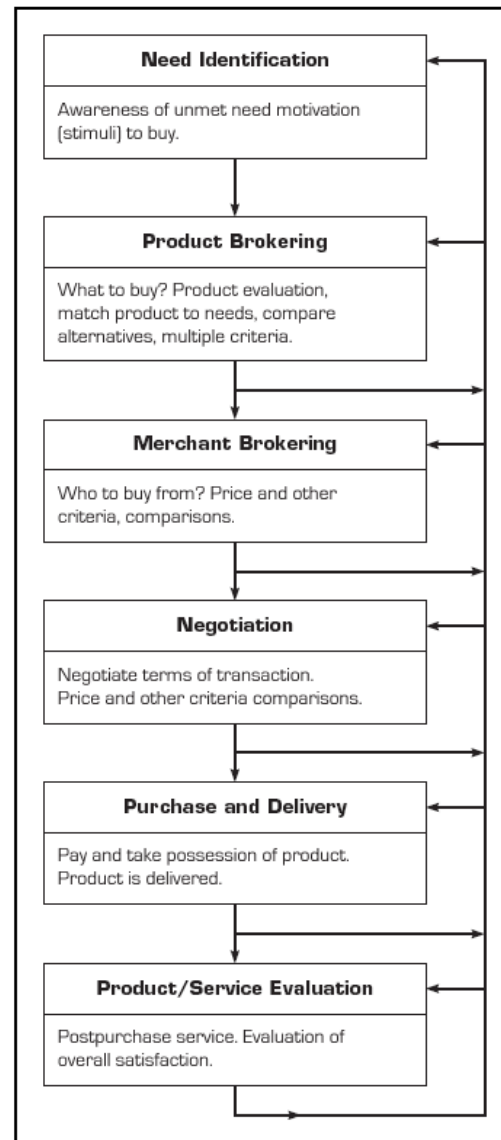 Need Identification
Awareness of unmet need motivation
(stimuli) to buy.
Product Brokering
What to buy? Product evaluation,
match product to needs, compare
alternatives, multiple criteria.
Merchant Brokering
Who to buy from? Price and other
criteria, comparisons.
Negotiation
Negotiate terms of transaction.
Price and other criteria comparisons.
Purchase and Delivery
Pay and take possession of product.
Product is delivered.
Product/Service Evaluation
Postpurchase service. Evaluation of
overall satisfaction.